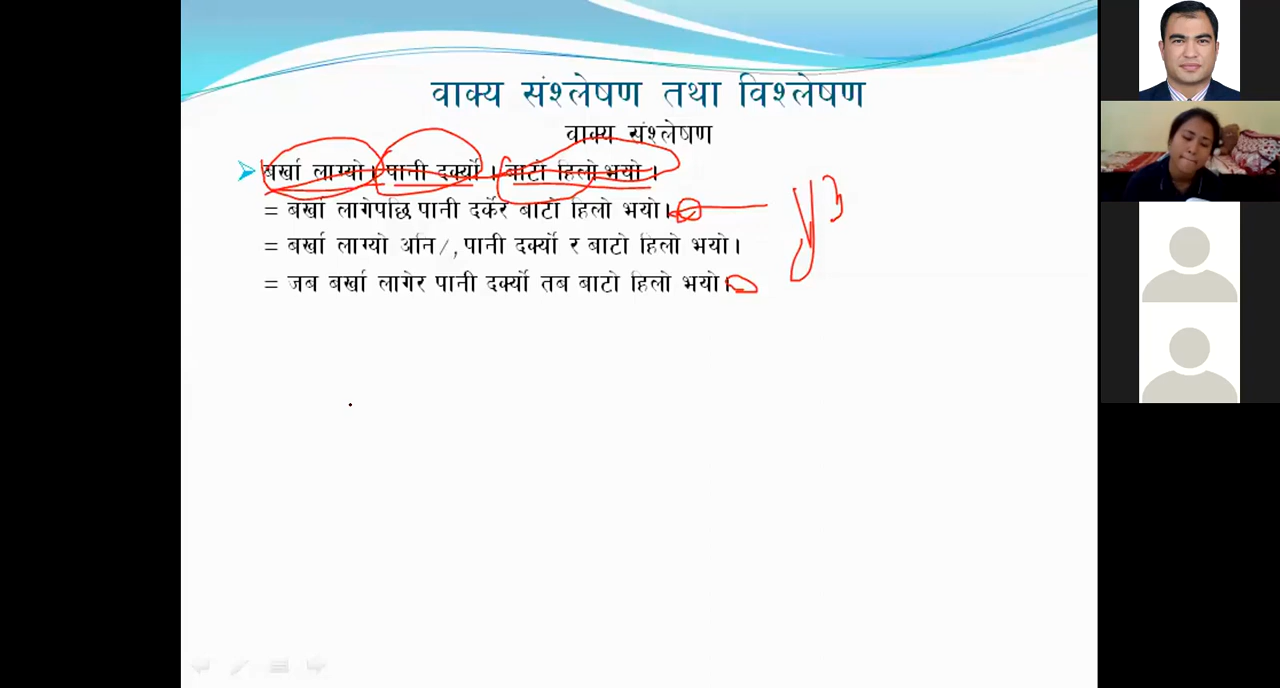 वाक्य संश्लेषण तथा विश्लेषण
वाक्य संश्लेषण
बर्खा लाग्यो। पानी दर्क्यो । बाटो हिलो भयो ।
= बर्खा लागेपछि पानी दर्केर बाटो हिलो भयो।
= बर्खा लाग्यो अनि/, पानी दर्क्यो र बाटो हिलो भयो।
= जब बर्खा लागेर पानी दर्क्यो तब बाटो हिलो भयो।